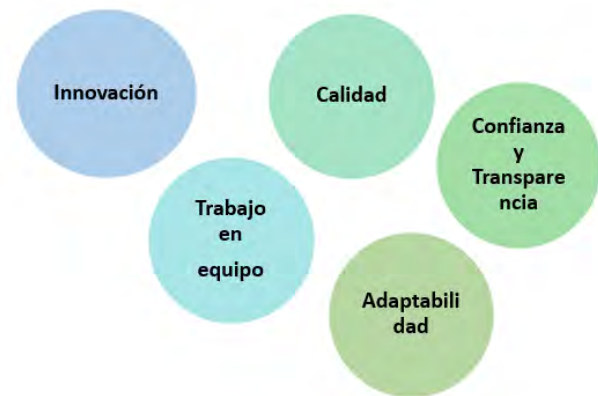 Innovación
Calidad
Confianza
y
Transpare
ncia
Trabajo
en
equipo
Adaptabili
dad